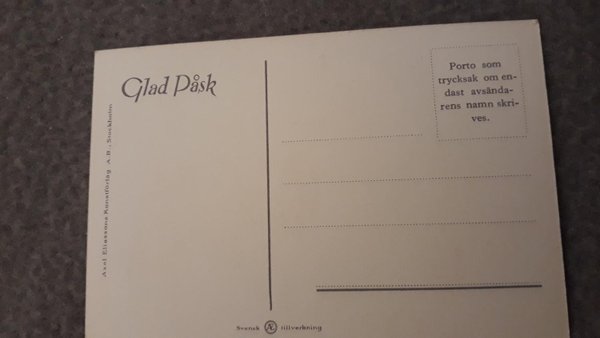 Glad Påsk
Porto som
trycksak om en-
dast avsända-
rens namn skri-
ves.
Axel Eliassons Konstförlag A.B., Stockholm
Svensk Æ tillverkning